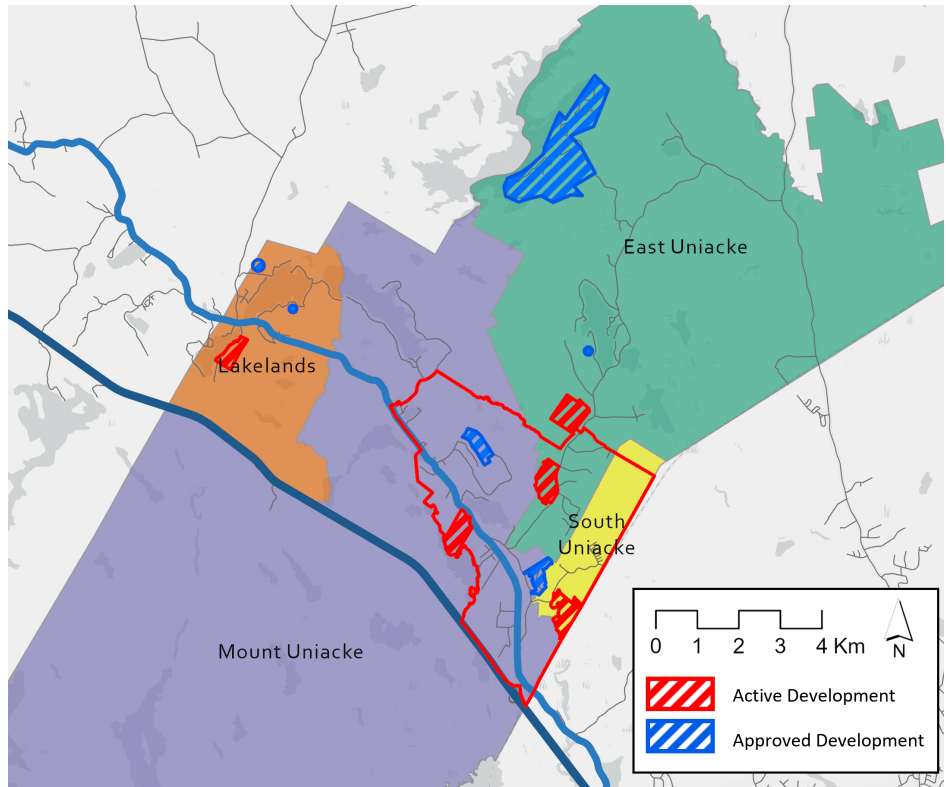 East Uniacke
Lakelands
South
Uniacke
Mount Uniacke
0 1 2 3 4 Km
N
Active Development
Approved Development